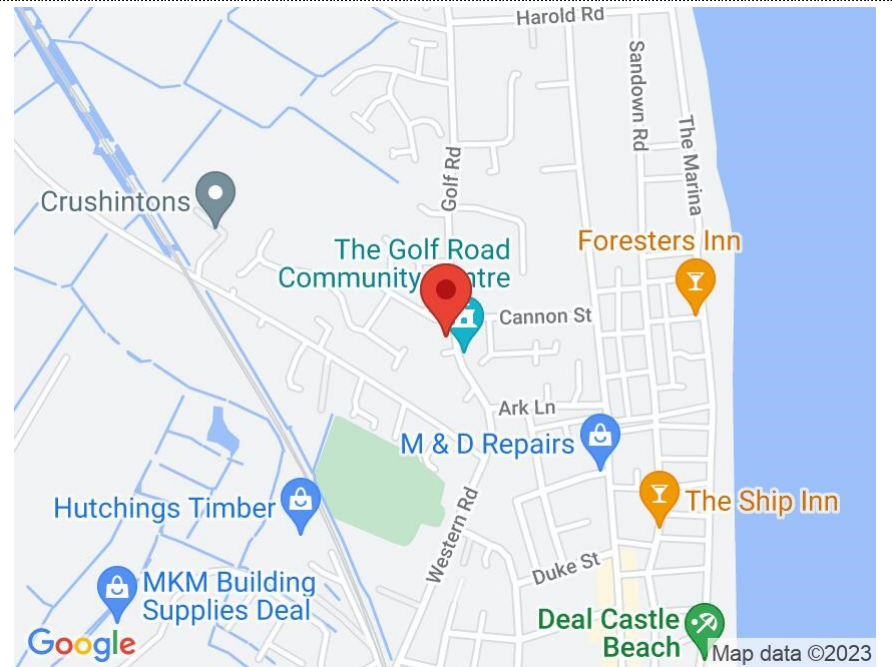 Harold Rd
Sandown Rd
The Marina
Golf Rd
Crushintons
The Golf Road
Community
ntre
Foresters Inn
Cannon St
Ark Ln
M & D Repairs
Hutchings Timber
Western Rd
The Ship Inn
Duke St
MKM Building
Supplies Deal
Deal Castle
Beach
Google
Map data ©2023